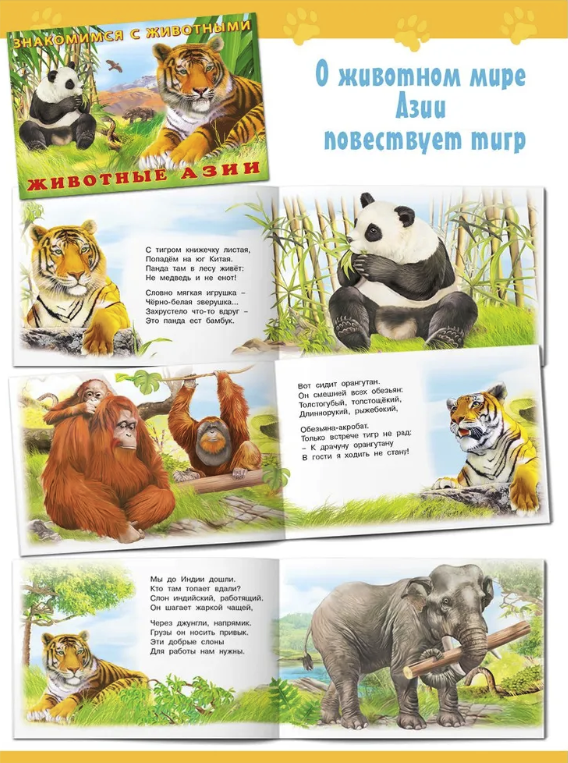 ЗНАКОМИМСЯ С ЖИВОТНЫМИ
ЖИВОТНЫЕ АЗИИ
О животном мире
Азии
повествует тигр
С тигром книжечку листая,
Попадём на юг Китая.
Панда там в лесу живёт:
Не медведь и не енот!
Словно мягкая игрушка –
Чёрно-белая зверушка...
Захрустело что-то вдруг –
Это панда ест бамбук.
Вот сидит орангутан.
Он смешней всех обезьян:
Толстогубый, толстощёкий,
Длиннорукий, рыжебокий,
Обезьяна-акробат.
Только встрече тигр не рад:
– К драчуну орангутану
В гости я ходить не стану!
Мы до Индии дошли.
Кто там топает вдали?
Слон индийский, работящий.
Он шагает жаркой чащей,
Через джунгли, напрямик.
Грузы он носить привык.
Эти добрые слоны
Для работы нам нужны.